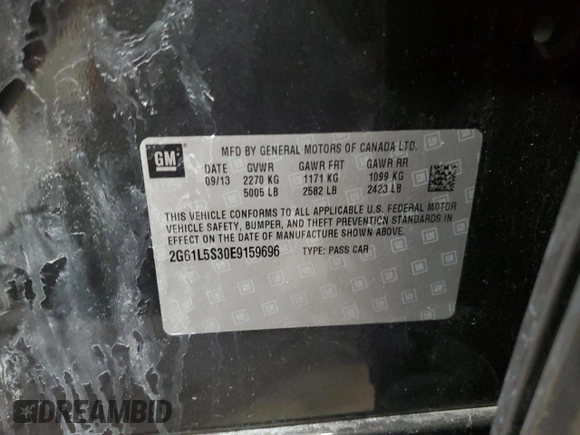 GM
MFD BY GENERAL MOTORS OF CANADA LTD.
DATE GVWR GAWR FRT GAWR RR
09/13 2270 KG 1171 KG 1099 KG
5005 LB 2582 LB 2423 LB
THIS VEHICLE CONFORMS TO ALL APPLICABLE U.S. FEDERAL MOTOR
VEHICLE SAFETY, BUMPER, AND THEFT PREVENTION STANDARDS
IN EFFECT ON THE DATE OF MANUFACTURE SHOWN ABOVE.
2G61L5S30E9159696 TYPE: PASS CAR
DREAMBID